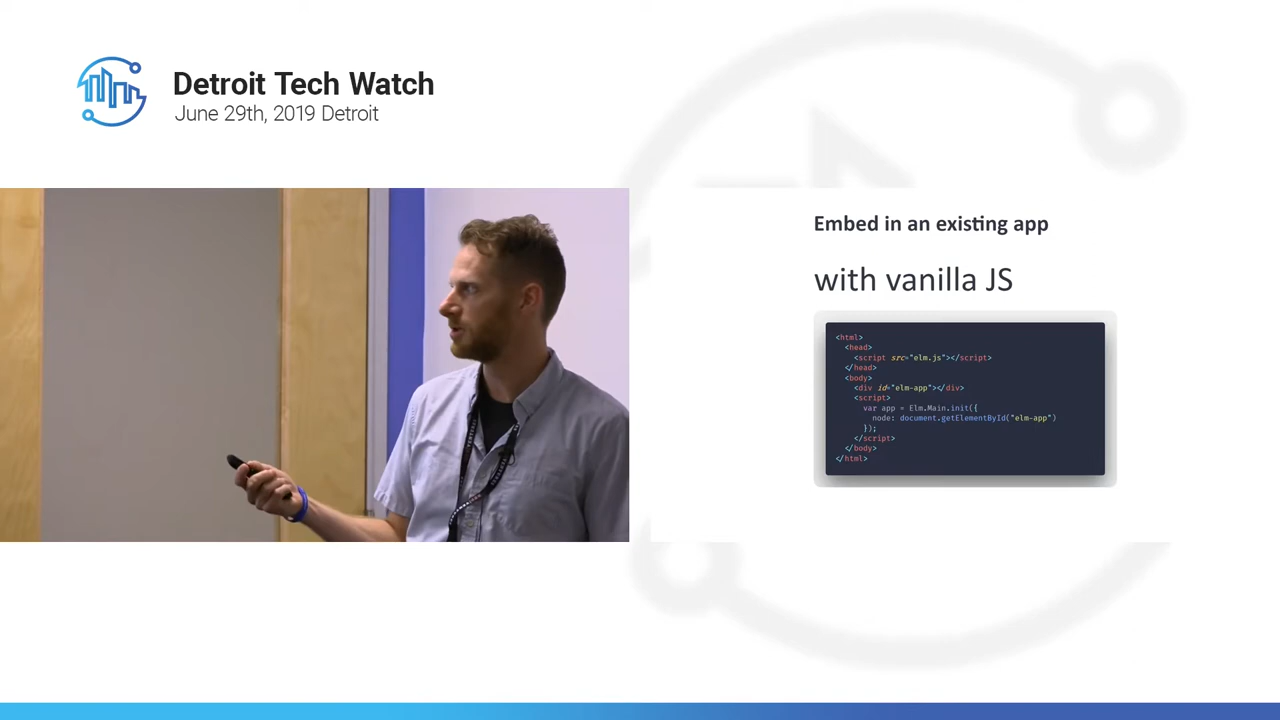 Detroit Tech Watch
June 29th, 2019 Detroit
Embed in an existing app
with vanilla JS
<html>
  <head>
    <script src="elm.js"></script>
  </head>
  <body>
    <div id="elm-app"></div>
    <script>
      var app = Elm.Main.init({
        node: document.getElementById("elm-app")
      });
    </script>
  </body>
</html>